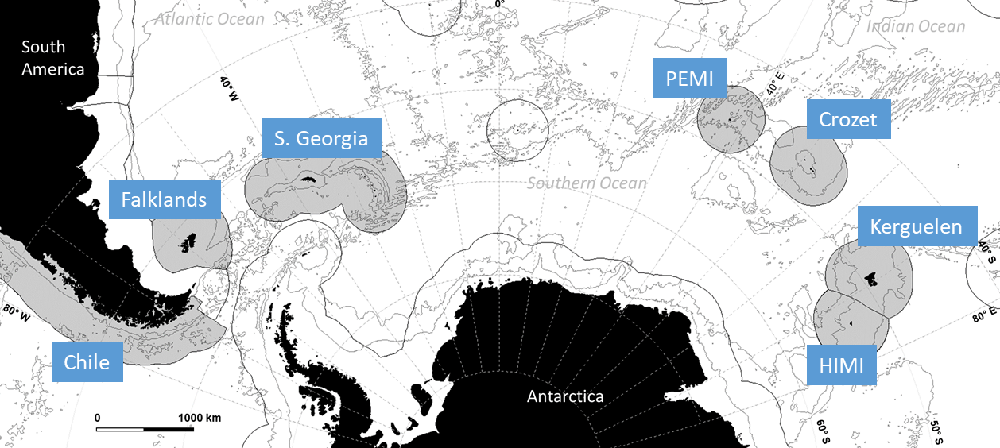 0°
Atlantic Ocean
Indian Ocean
South
America
PEMI
40° W
40° E
Crozet
S. Georgia
Southern Ocean
Falklands
Kerguelen
40° S
80° W
80° E
Chile
HIMI
Antarctica
0
1000 km
60° S
50° S